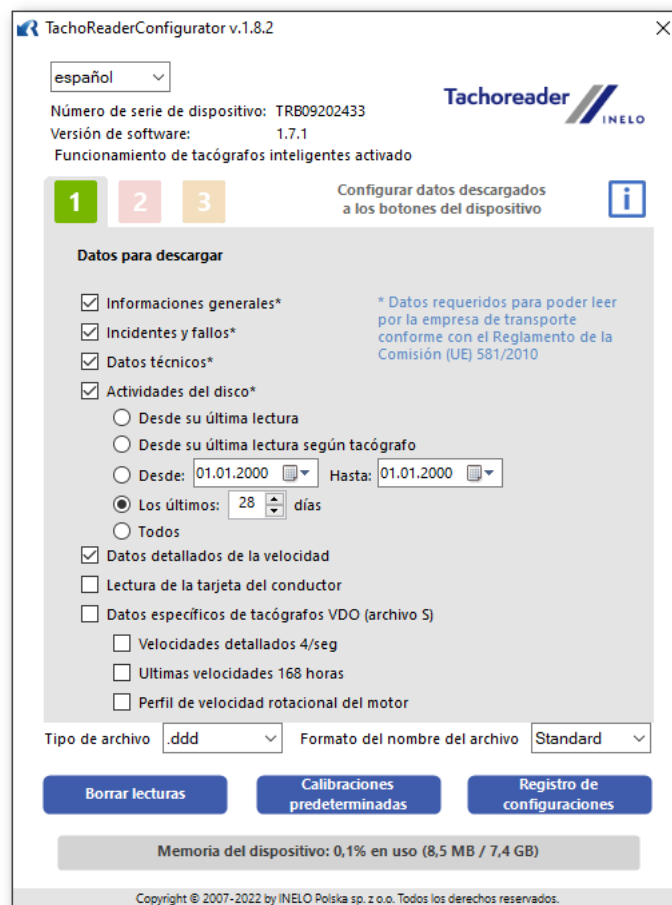 TachoReaderConfigurator v.1.8.2
español
Tachoreader
INELO
Número de serie de dispositivo: TRB09202433
Versión de software: 1.7.1
Funcionamiento de tacógrafos inteligentes activado
1 2 3
Configurar datos descargados
a los botones del dispositivo
i
Datos para descargar
Informaciones generales*
Incidentes y fallos*
Datos técnicos*
* Datos requeridos para poder leer
por la empresa de transporte
conforme con el Reglamento de la
Comisión (UE) 581/2010
Actividades del disco*
Desde su última lectura
Desde su última lectura según tacógrafo
Desde: 01.01.2000 Hasta: 01.01.2000
Los últimos: 28 días
Todos
Datos detallados de la velocidad
Lectura de la tarjeta del conductor
Datos específicos de tacógrafos VDO (archivo S)
Velocidades detallados 4/seg
Ultimas velocidades 168 horas
Perfil de velocidad rotacional del motor
Tipo de archivo .ddd Formato del nombre del archivo Standard
Borrar lecturas
Calibraciones
predeterminadas
Registro de
configuraciones
Memoria del dispositivo: 0,1% en uso (8,5 MB / 7,4 GB)
Copyright © 2007-2022 by INELO Polska sp. z o.o. Todos los derechos reservados.